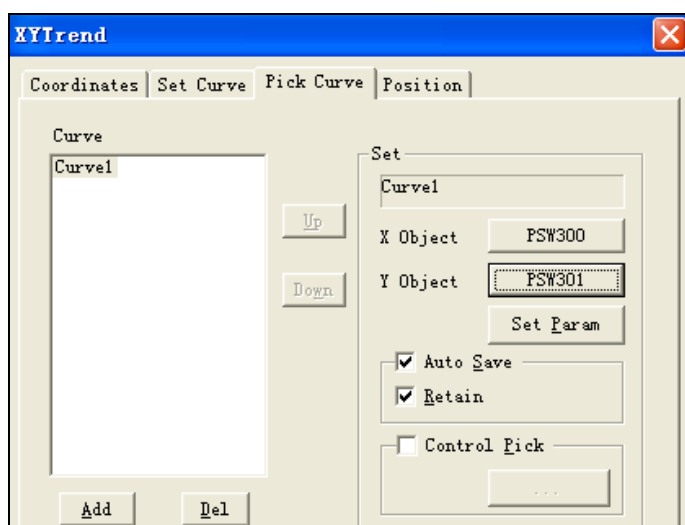 XYTrend
Coordinates Set Curve Pick Curve Position
Curve
Curve1
Up
Down
Add Del
Set
Curve1
X Object PSW300
Y Object PSW301
Set Param
Auto Save
Retain
Control Pick
...